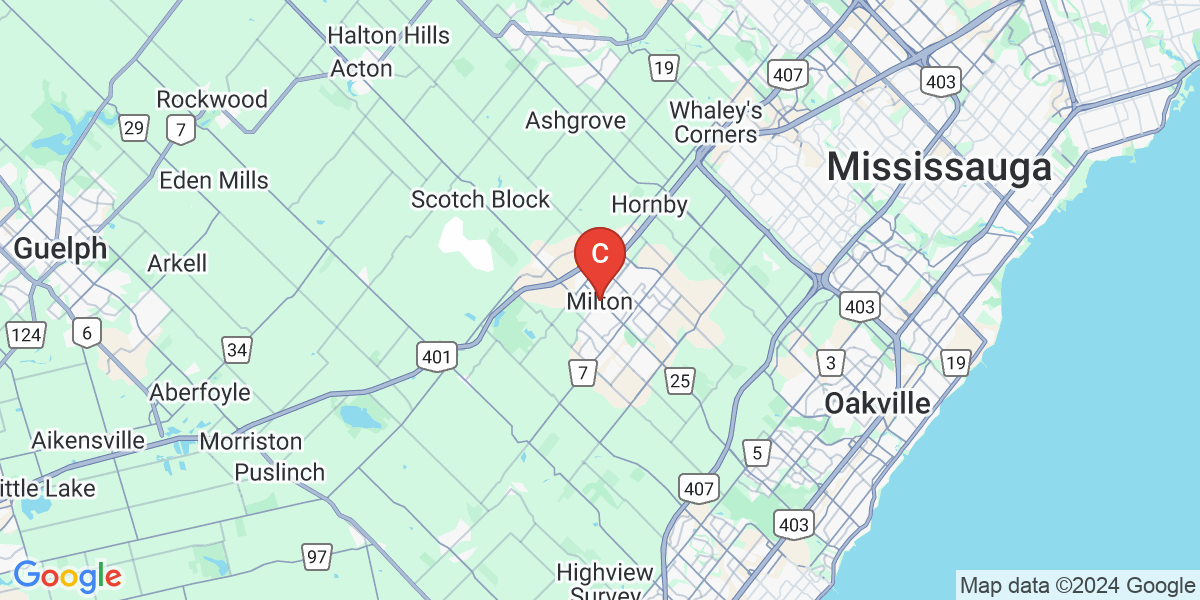 Halton Hills
Acton
19
407
403
Rockwood
29
7
Ashgrove
Whaley's
Corners
Mississauga
Eden Mills
Scotch Block
Hornby
Guelph
Arkell
C
Milton
403
124
6
34
401
7
25
3
19
Aberfoyle
Oakville
Aikensville
Morriston
Puslinch
5
ittle Lake
407
403
97
Highview
Survey
Google
Map data ©2024 Google